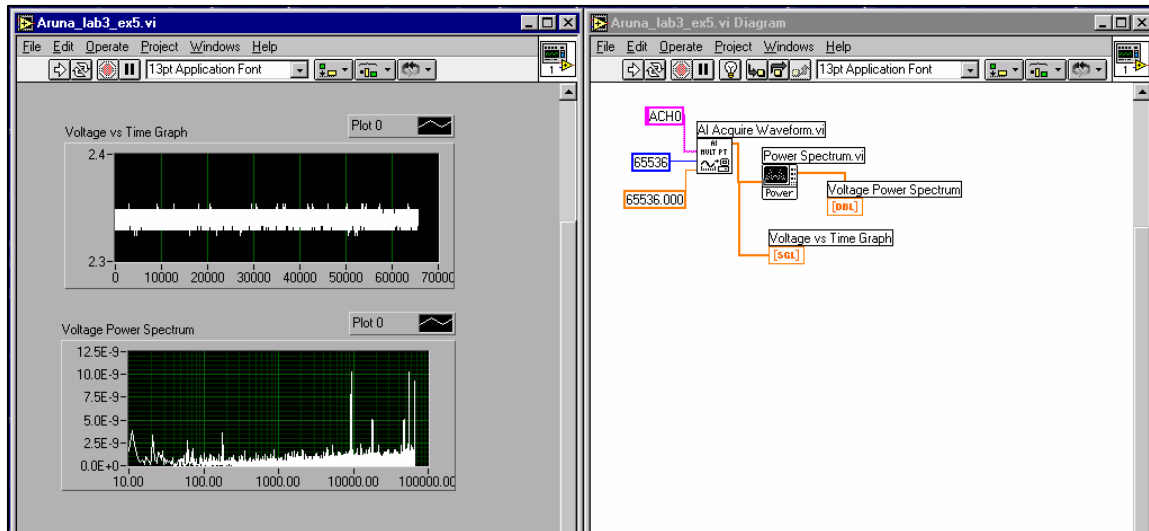 Aruna_lab3_ex5.vi
File Edit Operate Project Windows Help
13pt Application Font
1
Voltage vs Time Graph
Plot 0
2.4
2.3
0 10000 20000 30000 40000 50000 60000 70000
Voltage Power Spectrum
Plot 0
12.5E-9
10.0E-9
7.5E-9
5.0E-9
2.5E-9
0.0E+0
10.00 100.00 1000.00 10000.00 100000.00
Aruna_lab3_ex5.vi Diagram
File Edit Operate Project Windows Help
13pt Application Font
1
ACH0
AI Acquire Waveform.vi
AI
MULT PT
65536
65536.000
Power Spectrum.vi
Power
Voltage Power Spectrum
[DBL]
Voltage vs Time Graph
[SGL]